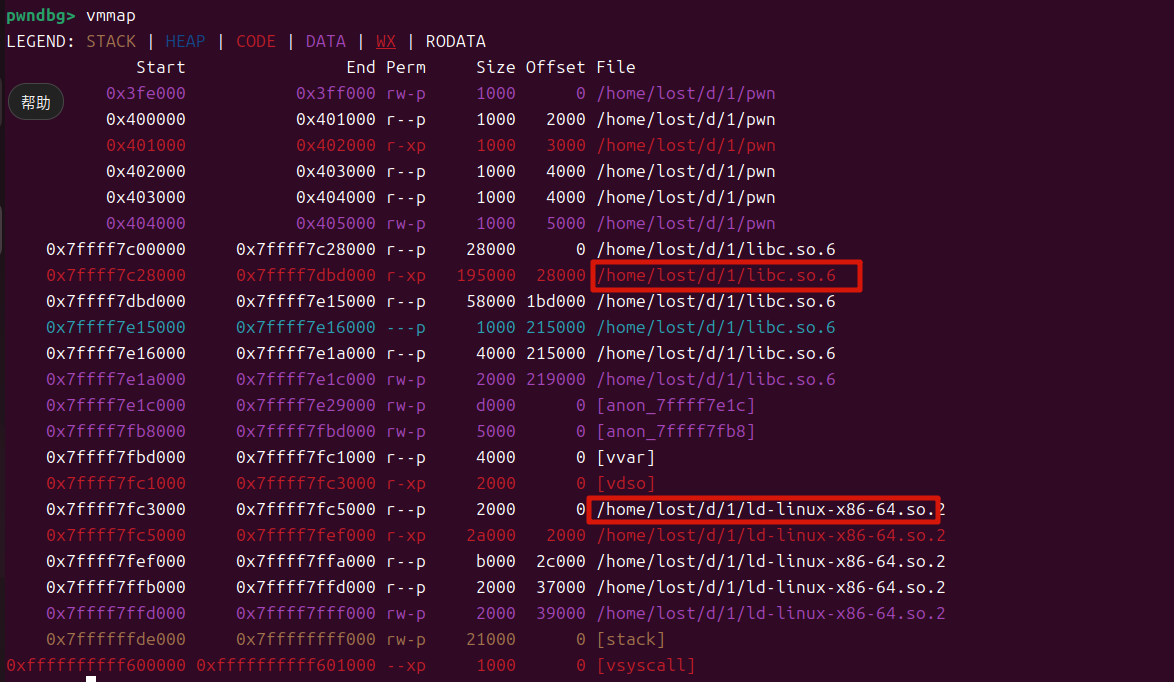 pwndbg> vmmap
LEGEND: STACK | HEAP | CODE | DATA | WX | RODATA
Start End Perm Size Offset File
0x3fe000 0x3ff000 rw-p 1000 0 /home/lost/d/1/pwn
帮助
0x400000 0x401000 r--p 1000 2000 /home/lost/d/1/pwn
0x401000 0x402000 r-xp 1000 3000 /home/lost/d/1/pwn
0x402000 0x403000 r--p 1000 4000 /home/lost/d/1/pwn
0x403000 0x404000 r--p 1000 4000 /home/lost/d/1/pwn
0x404000 0x405000 rw-p 1000 5000 /home/lost/d/1/pwn
0x7ffff7c00000 0x7ffff7c28000 r--p 28000 0 /home/lost/d/1/libc.so.6
0x7ffff7c28000 0x7ffff7dbd000 r-xp 195000 28000 /home/lost/d/1/libc.so.6
0x7ffff7dbd000 0x7ffff7e15000 r--p 58000 1bd000 /home/lost/d/1/libc.so.6
0x7ffff7e15000 0x7ffff7e16000 ---p 1000 215000 /home/lost/d/1/libc.so.6
0x7ffff7e16000 0x7ffff7e1a000 r--p 4000 215000 /home/lost/d/1/libc.so.6
0x7ffff7e1a000 0x7ffff7e1c000 rw-p 2000 219000 /home/lost/d/1/libc.so.6
0x7ffff7e1c000 0x7ffff7e29000 rw-p d000 0 [anon_7ffff7e1c]
0x7ffff7fb8000 0x7ffff7fbd000 rw-p 5000 0 [anon_7ffff7fb8]
0x7ffff7fbd000 0x7ffff7fc1000 r--p 4000 0 [vvar]
0x7ffff7fc1000 0x7ffff7fc3000 r-xp 2000 0 [vdso]
0x7ffff7fc3000 0x7ffff7fc5000 r--p 2000 0 /home/lost/d/1/ld-linux-x86-64.so.2
0x7ffff7fc5000 0x7ffff7fef000 r-xp 2a000 2000 /home/lost/d/1/ld-linux-x86-64.so.2
0x7ffff7fef000 0x7ffff7ffa000 r--p b000 2c000 /home/lost/d/1/ld-linux-x86-64.so.2
0x7ffff7ffb000 0x7ffff7ffd000 r--p 2000 37000 /home/lost/d/1/ld-linux-x86-64.so.2
0x7ffff7ffd000 0x7ffff7fff000 rw-p 2000 39000 /home/lost/d/1/ld-linux-x86-64.so.2
0x7ffffffde000 0x7ffffffff000 rw-p 21000 0 [stack]
0xffffffffff600000 0xffffffffff601000 --xp 1000 0 [vsyscall]